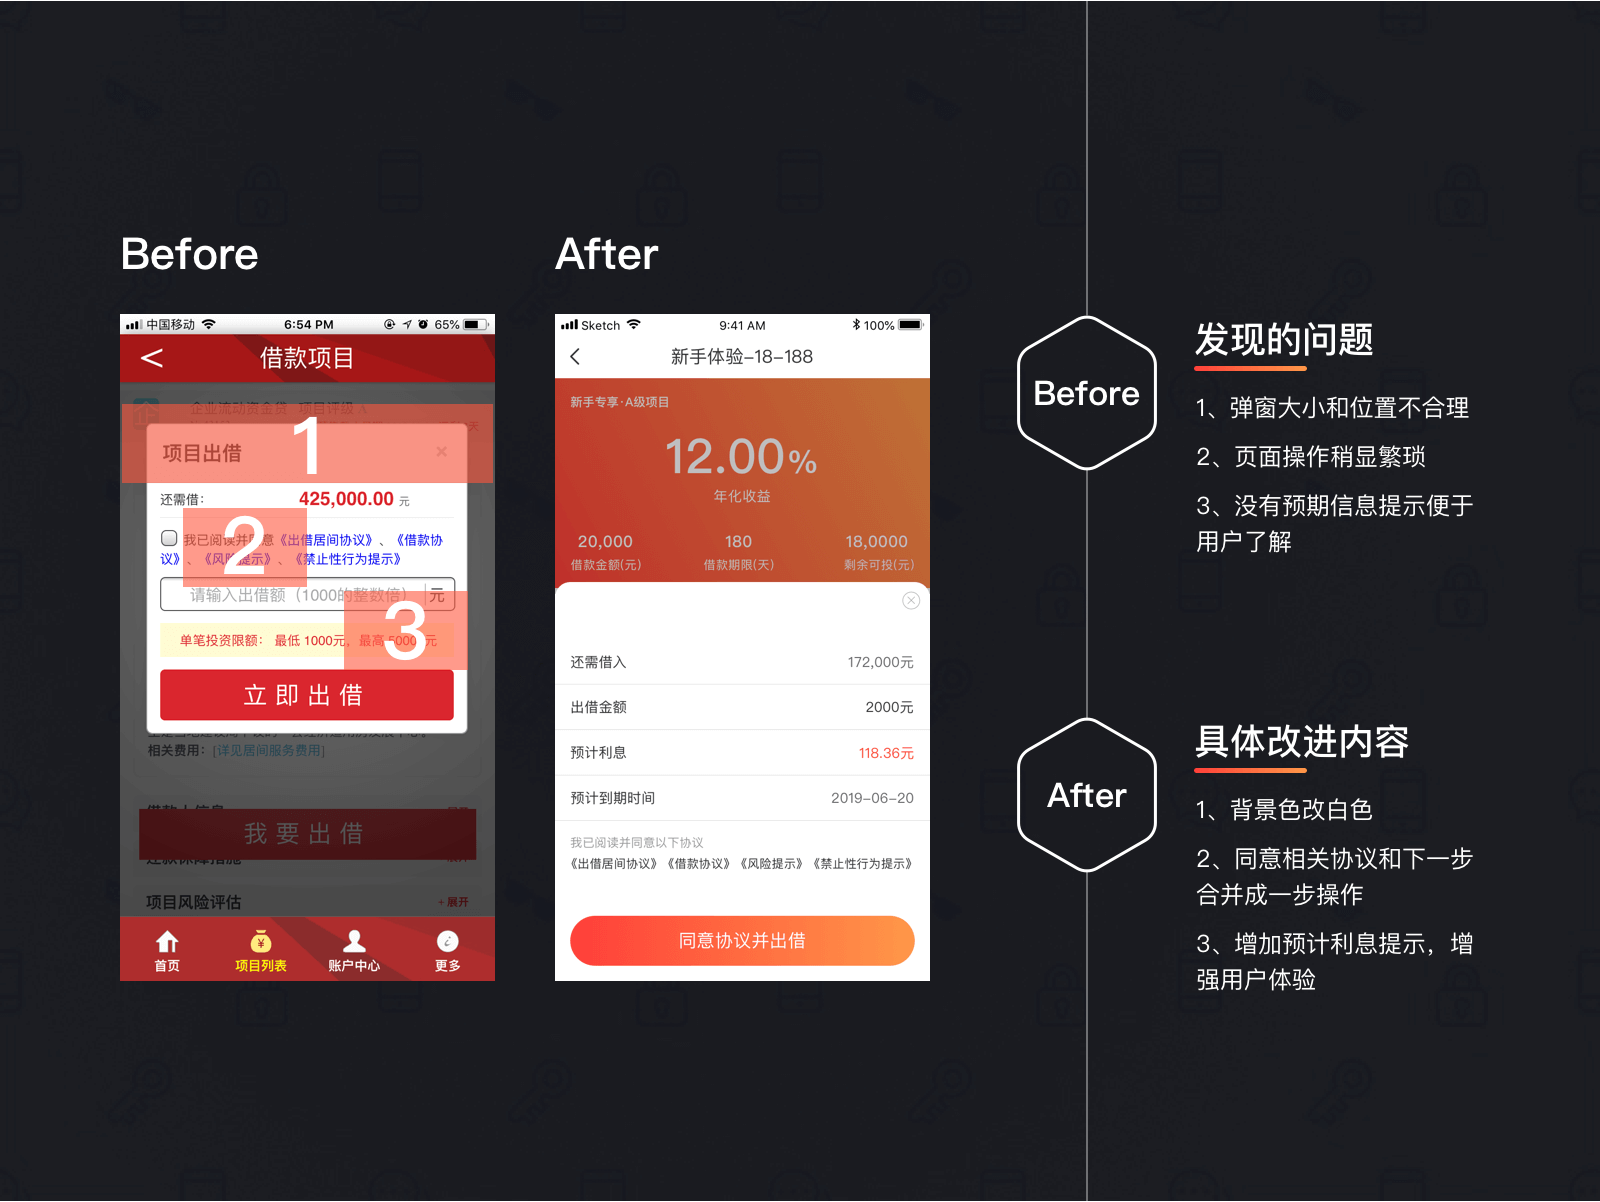 Before
After
中国移动
6:54 PM
65%
借款项目
企业流动资金贷 项目评级 A
1
项目出借
×
还需借：
425,000.00 元
2
我已阅读并同意《出借居间协议》、《借款协
议》、《风险提示》、《禁止性行为提示》
请输入出借额（1000的整数倍）
元
3
单笔投资限额： 最低 1000元，最高 5000元
立即出借
相关费用：[详见居间服务费用]
我要出借
项目风险评估
+展开
首页
项目列表
账户中心
更多
Sketch
9:41 AM
100%
新手体验-18-188
新手专享·A级项目
12.00%
年化收益
20,000
180
18,0000
借款金额(元)
借款期限(天)
剩余可投(元)
还需借入
172,000元
出借金额
2000元
预计利息
118.36元
预计到期时间
2019-06-20
我已阅读并同意以下协议
《出借居间协议》《借款协议》《风险提示》《禁止性行为提示》
同意协议并出借
Before
发现的问题
1、弹窗大小和位置不合理
2、页面操作稍显繁琐
3、没有预期信息提示便于
用户了解
After
具体改进内容
1、背景色改白色
2、同意相关协议和下一步
合并成一步操作
3、增加预计利息提示，增
强用户体验